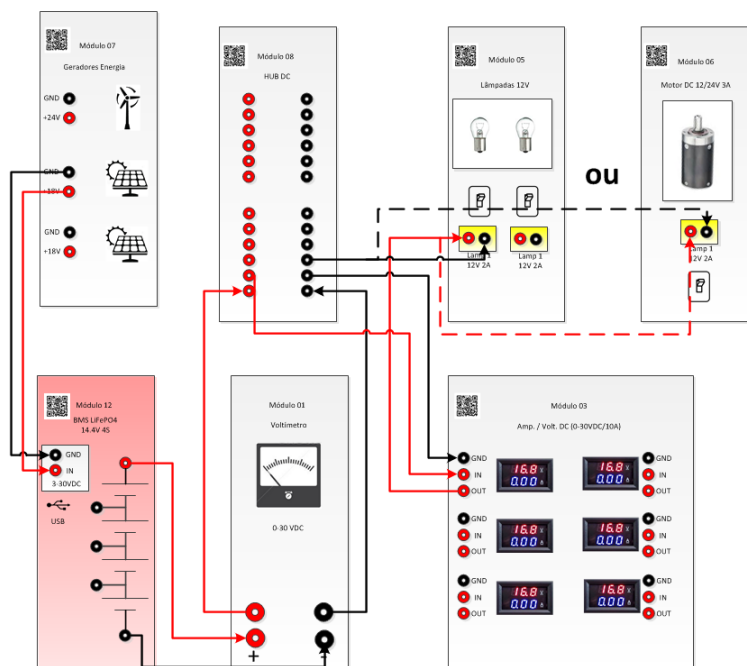 Módulo 07
Geradores Energia
GND
+24V
GND
+18V
GND
+18V
Módulo 08
HUB DC
Módulo 05
Lâmpadas 12V
Lamp 1
12V 2A
Lamp 1
12V 2A
ou
Módulo 06
Motor DC 12/24V 3A
Lamp 1
12V 2A
Módulo 12
BMS LiFePO4
14.4V 4S
GND
IN
3-30VDC
USB
Módulo 01
Voltímetro
0-30 VDC
+
-
Módulo 03
Amp. / Volt. DC (0-30VDC/10A)
GND
IN
OUT
16.8 V
0.00 A
GND
IN
OUT
16.8 V
0.00 A
GND
IN
OUT
16.8 V
0.00 A
GND
IN
OUT
16.8 V
0.00 A
GND
IN
OUT
16.8 V
0.00 A
GND
IN
OUT
16.8 V
0.00 A